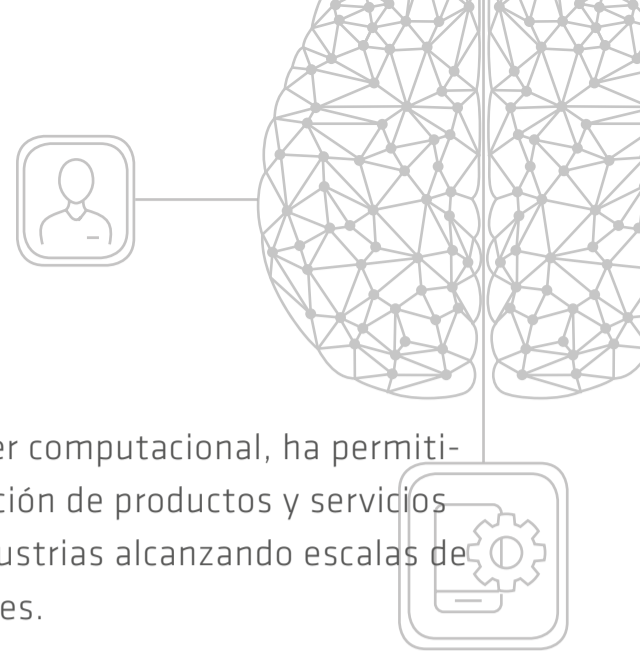 er computacional, ha permiti-
ción de productos y servicios
ustrias alcanzando escalas de
es.